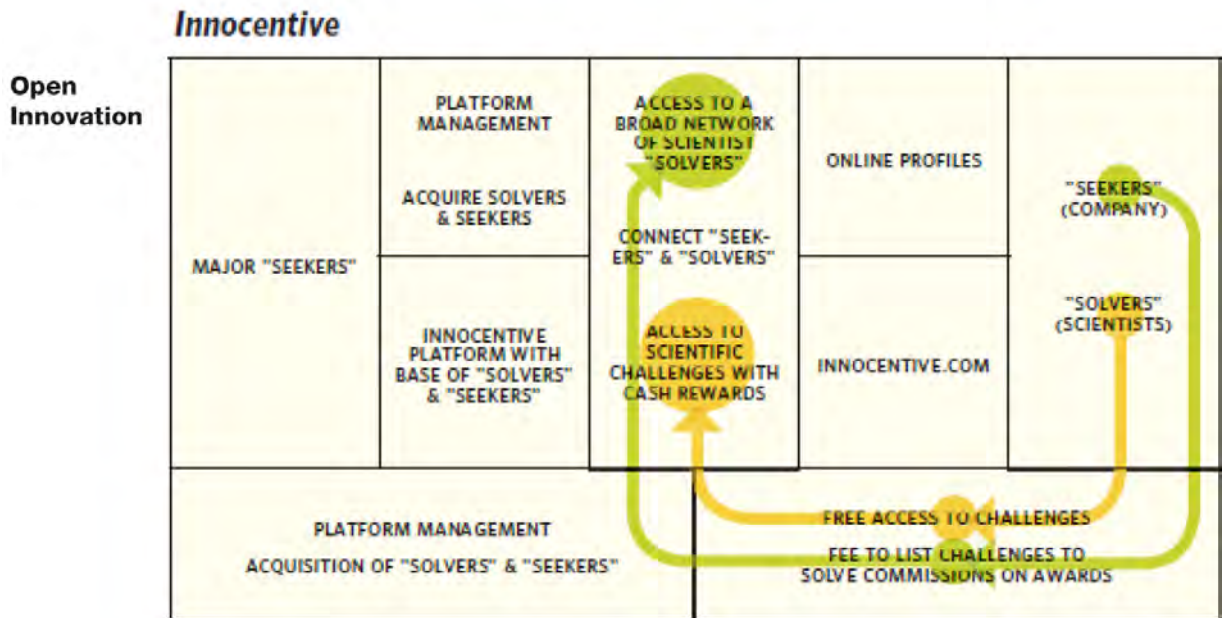 Innocentive
Open
Innovation
MAJOR "SEEKERS"
PLATFORM
MANAGEMENT
ACQUIRE SOLVERS
& SEEKERS
INNOCENTIVE
PLATFORM WITH
BASE OF "SOLVERS"
& "SEEKERS"
ACCESS TO A
BROAD NETWORK
OF SCIENTIST
"SOLVERS"
CONNECT "SEEK-
ERS" & "SOLVERS"
ACCESS TO
SCIENTIFIC
CHALLENGES WITH
CASH REWARDS
ONLINE PROFILES
INNOCENTIVE.COM
"SEEKERS"
(COMPANY)
"SOLVERS"
(SCIENTISTS)
PLATFORM MANAGEMENT
ACQUISITION OF "SOLVERS" & "SEEKERS"
FREE ACCESS TO CHALLENGES
FEE TO LIST CHALLENGES TO
SOLVE COMMISSIONS ON AWARDS